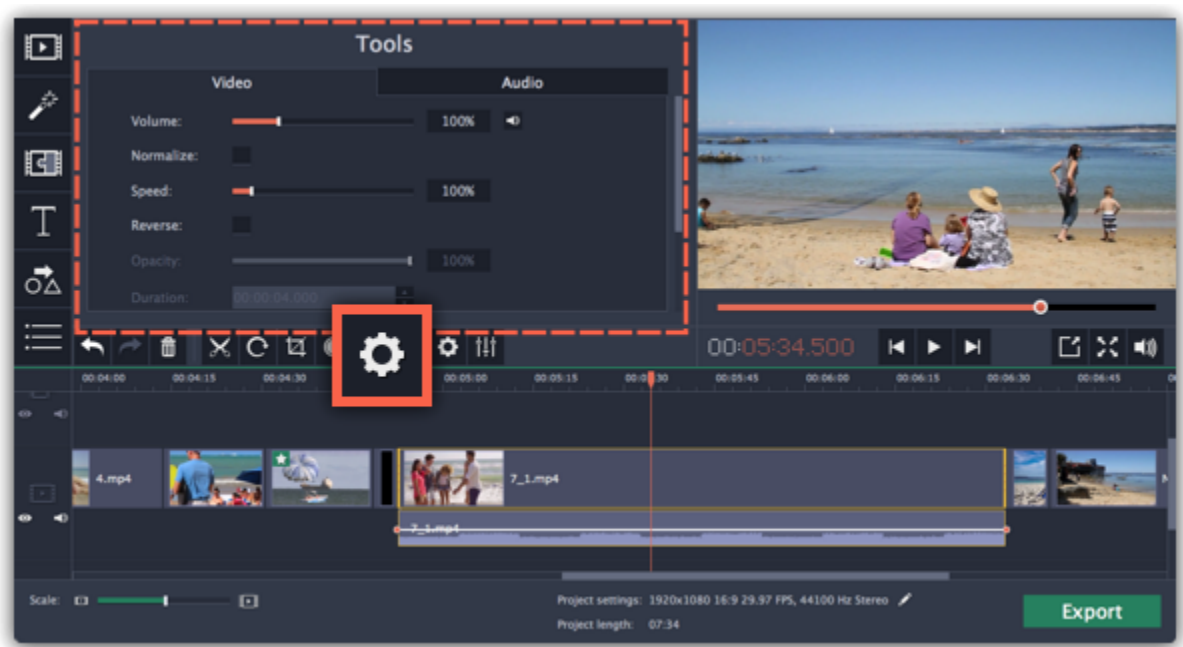 Tools
Video Audio
Volume: 100%
Normalize:
Speed: 100%
Reverse:
Opacity: 100%
Duration: 00:00:04.000
T
00:05:34.500
00:04:00 00:04:15 00:04:30 00:05:00 00:05:15 00:05:45 00:06:00 00:06:15 00:06:30 00:06:45
4.mp4 7_1.mp4
7_1.mp4
Scale: Project settings: 1920x1080 16:9 29.97 FPS, 44100 Hz Stereo
Export
Project length: 07:34